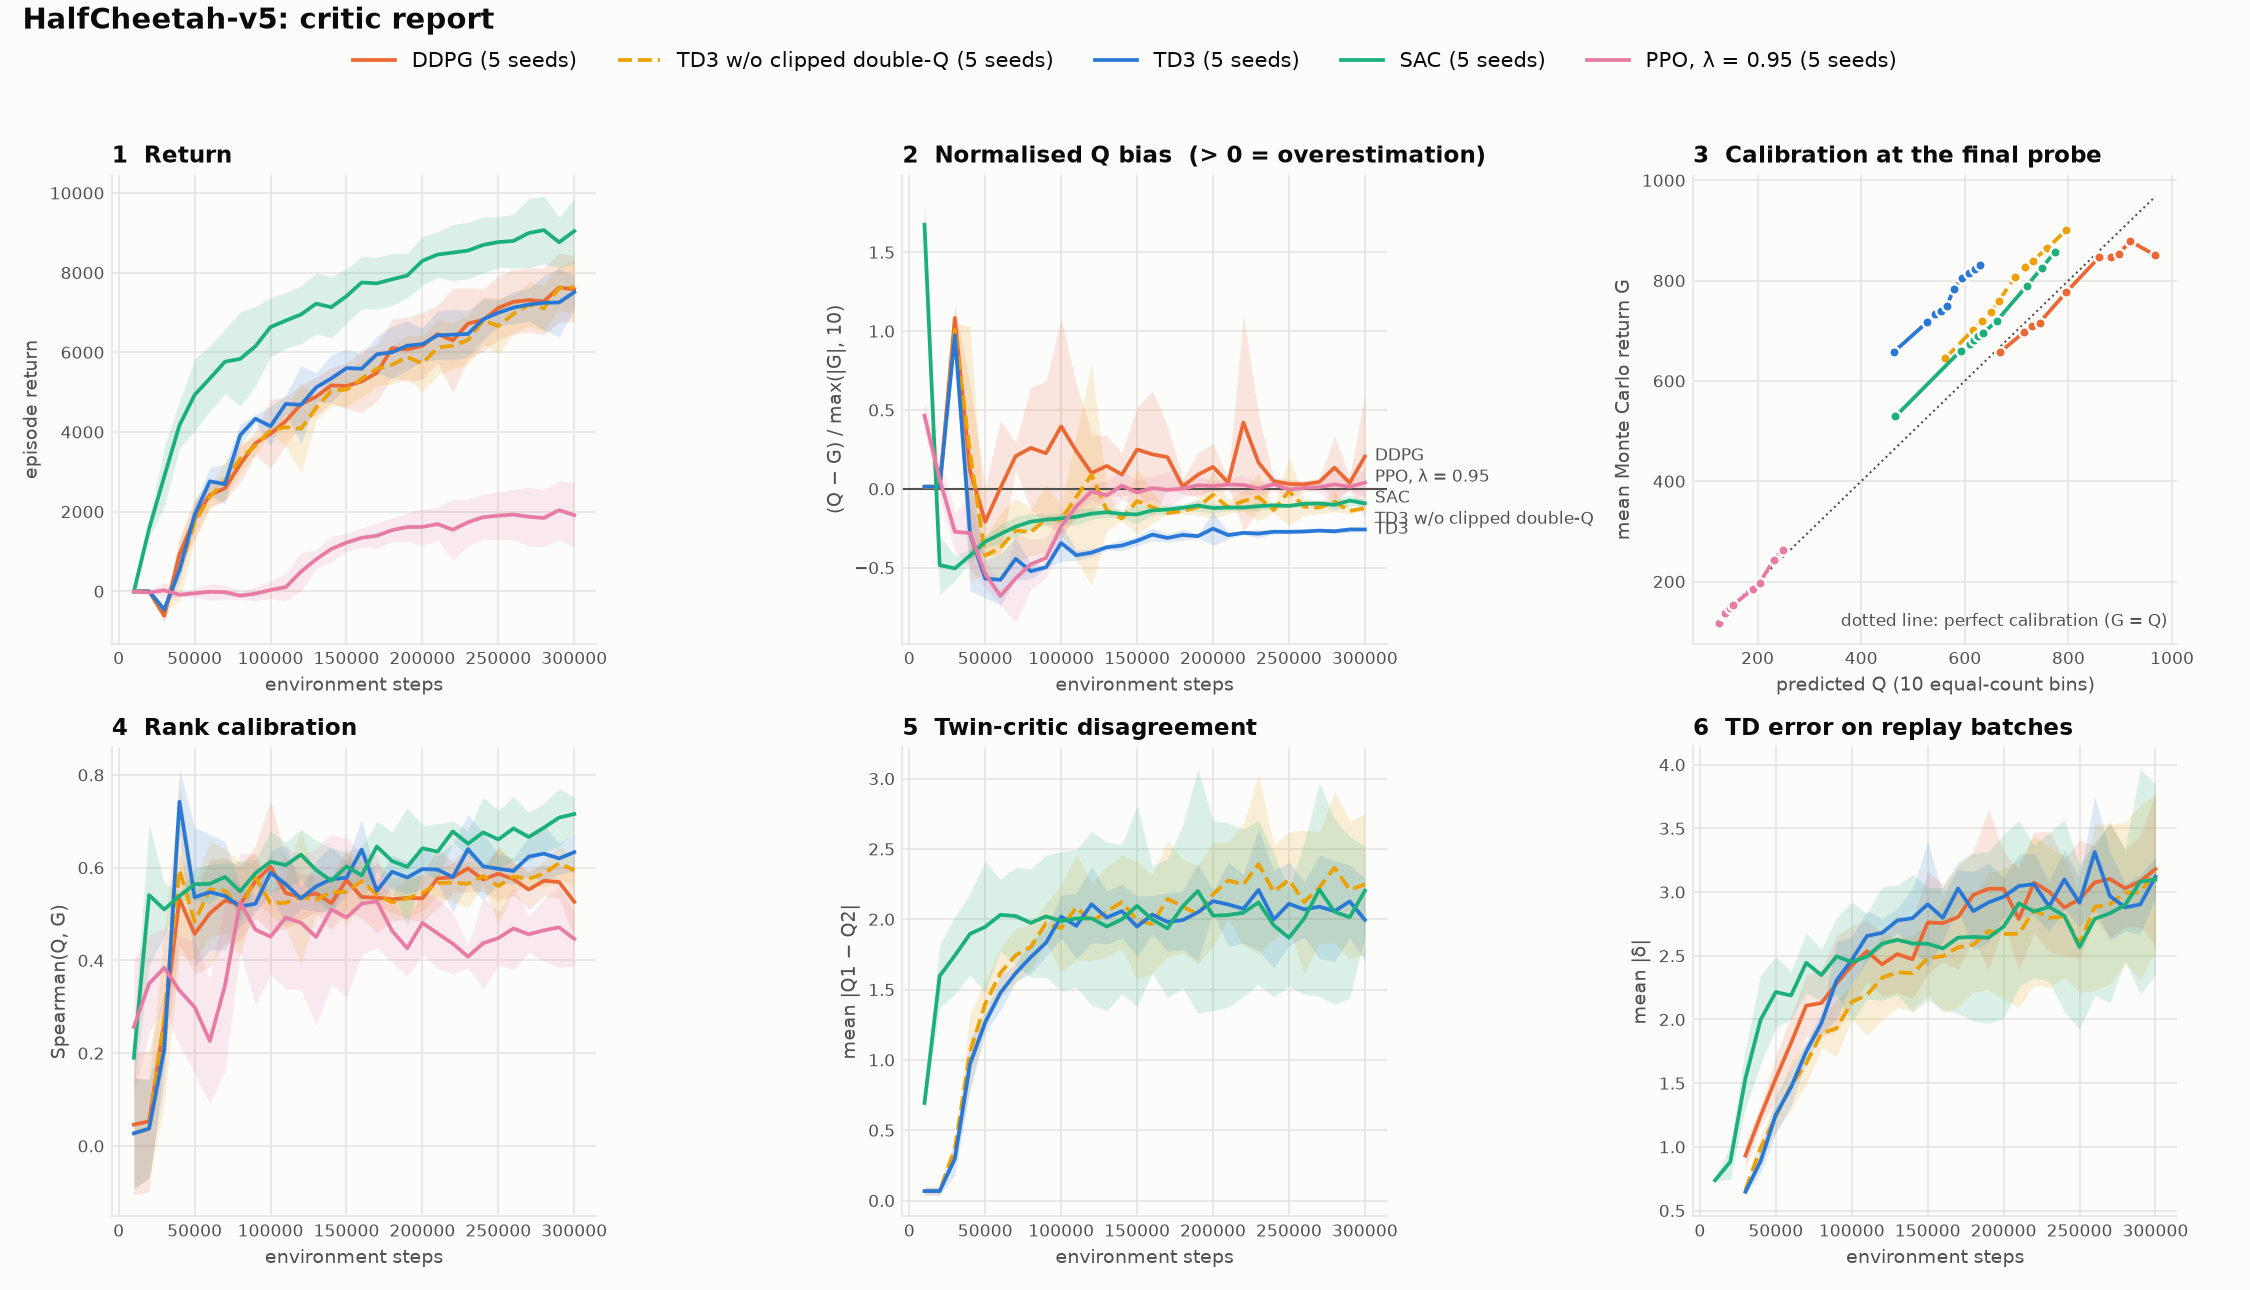 HalfCheetah-v5: critic report
DDPG (5 seeds) TD3 w/o clipped double-Q (5 seeds) TD3 (5 seeds) SAC (5 seeds) PPO, λ = 0.95 (5 seeds)
1 Return
10000
8000
6000
4000
2000
0
episode return
0 50000 100000 150000 200000 250000 300000
environment steps
2 Normalised Q bias (> 0 = overestimation)
1.5
1.0
0.5
0.0
−0.5
(Q − G) / max(|G|, 10)
DDPG
PPO, λ = 0.95
SAC
TD3 w/o clipped double-Q
TD3
0 50000 100000 150000 200000 250000 300000
environment steps
3 Calibration at the final probe
1000
800
600
400
200
mean Monte Carlo return G
dotted line: perfect calibration (G = Q)
200 400 600 800 1000
predicted Q (10 equal-count bins)
4 Rank calibration
0.8
0.6
0.4
0.2
0.0
Spearman(Q, G)
0 50000 100000 150000 200000 250000 300000
environment steps
5 Twin-critic disagreement
3.0
2.5
2.0
1.5
1.0
0.5
0.0
mean |Q1 − Q2|
0 50000 100000 150000 200000 250000 300000
environment steps
6 TD error on replay batches
4.0
3.5
3.0
2.5
2.0
1.5
1.0
0.5
mean |δ|
0 50000 100000 150000 200000 250000 300000
environment steps